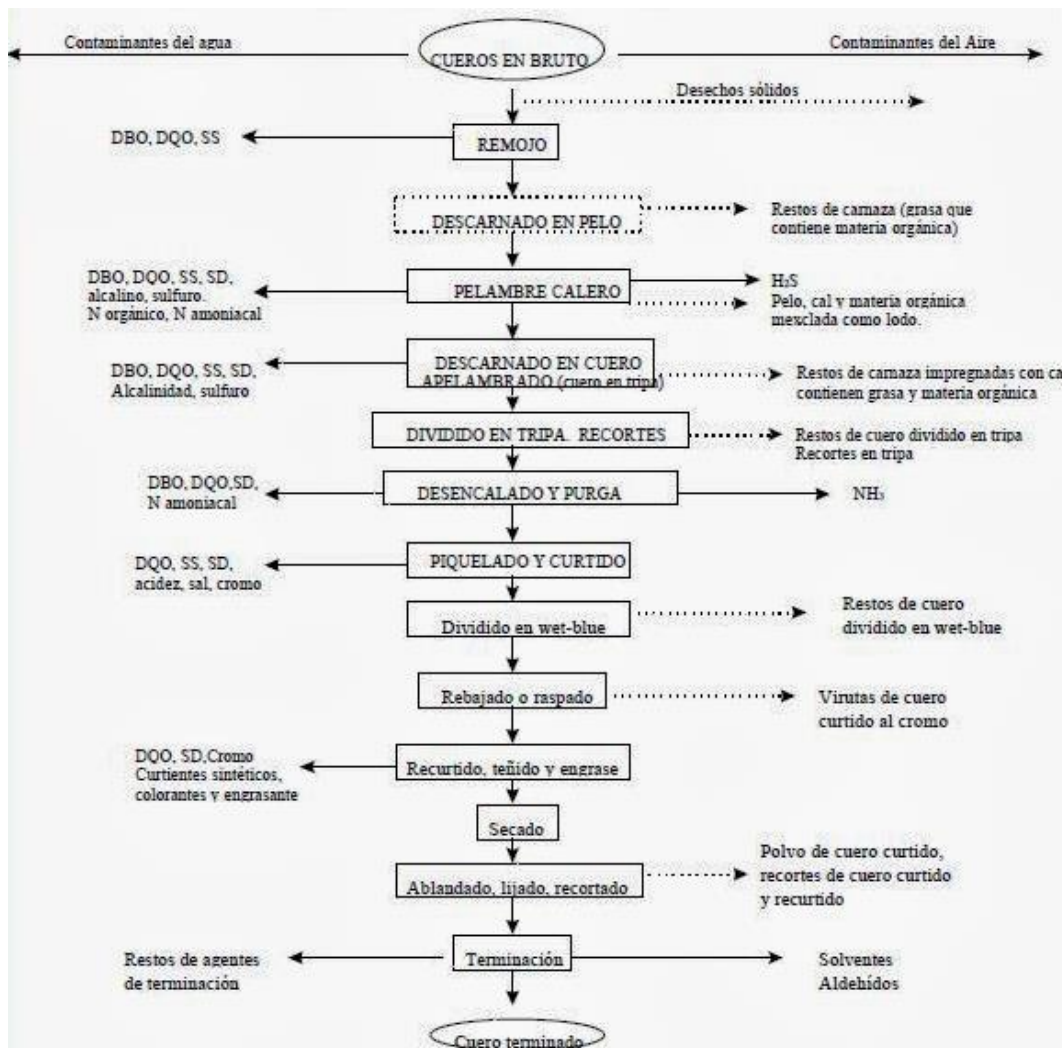 Contaminantes del agua
CUEROS EN BRUTO
Contaminantes del Aire
Desechos sólidos
DBO, DQO, SS
REMOJO
DESCARNADO EN PELO
Restos de carnaza (grasa que
contiene materia orgánica)
DBO, DQO, SS, SD,
alcalino, sulfuro.
N orgánico, N amoniacal
PELAMBRE CALERO
H₂S
Pelo, cal y materia orgánica
mexclada como lodo.
DBO, DQO, SS, SD,
Alcalinidad, sulfuro
DESCARNADO EN CUERO
APELAMBRADO (cuero en tripa)
Restos de carnaza impregnadas con ca
contienen grasa y materia orgánica
DIVIDIDO EN TRIPA. RECORTES
Restos de cuero dividido en tripa
Recortes en tripa
DBO, DQO,SD,
N amoniacal
DESENCALADO Y PURGA
NH₃
DQO, SS, SD,
acidez, sal, cromo
PIQUELADO Y CURTIDO
Dividido en wet-blue
Restos de cuero
dividido en wet-blue
Rebajado o raspado
Virutas de cuero
curtido al cromo
DQO, SD,Cromo
Curtientes sintéticos,
colorantes y engrasante
Recurtido, teñido y engrase
Secado
Ablandado, lijado, recortado
Polvo de cuero curtido,
recortes de cuero curtido
y recurtido
Restos de agentes
de terminación
Terminación
Solventes
Aldehídos
Cuero terminado